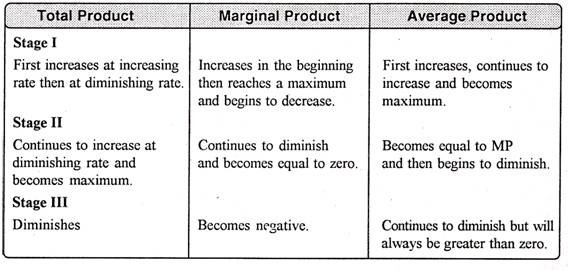 Total Product Marginal Product Average Product
Stage I
First increases at increasing Increases in the beginning First increases, continues to
rate then at diminishing rate. then reaches a maximum increase and becomes
and begins to decrease. maximum.
Stage II
Continues to increase at Continues to diminish Becomes equal to MP
diminishing rate and and becomes equal to zero. and then begins to diminish.
becomes maximum.
Stage III
Diminishes Becomes negative. Continues to diminish but will
always be greater than zero.